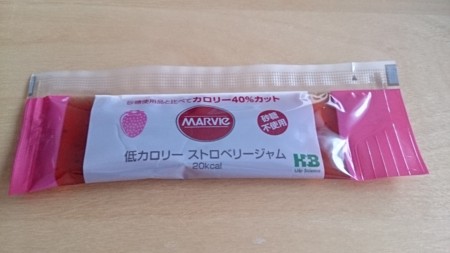 砂糖使用品と比べてカロリー40%カット
MARVIe
砂糖
不使用
低カロリー ストロベリージャム
20kcal
HB
Life Science